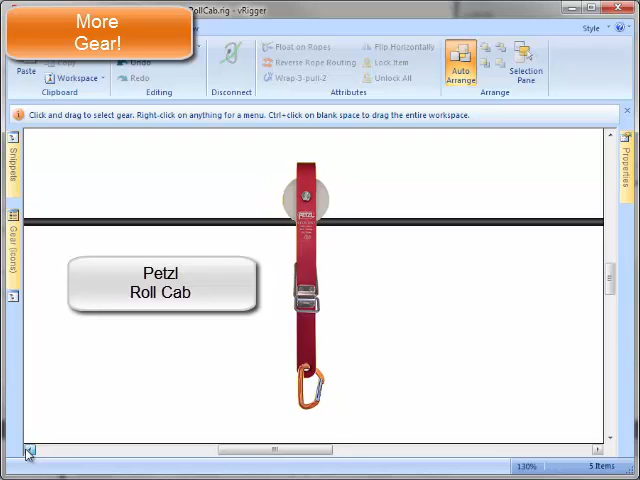 RollCab.rig - vRigger
More
Gear!
Style
Paste
Undo
Workspace
Redo
Clipboard
Editing
Float on Ropes
Flip Horizontally
Reverse Rope Routing
Lock Item
Wrap-3-pull-2
Unlock All
Attributes
Auto
Arrange
Selection
Pane
Arrange
Click and drag to select gear. Right-click on anything for a menu. Ctrl+click on blank space to drag the entire workspace.
Snippets
Gear (icons)
Properties
PETZL
Petzl
Roll Cab
130%
5 Items